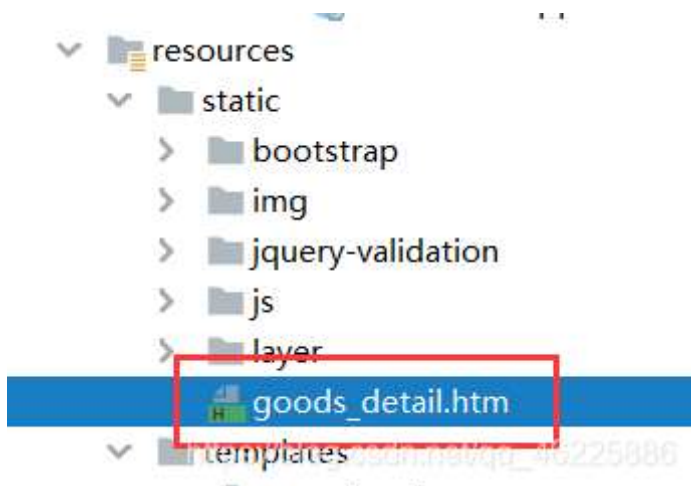 resources
static
bootstrap
img
jquery-validation
js
layer
goods_detail.htm
templates